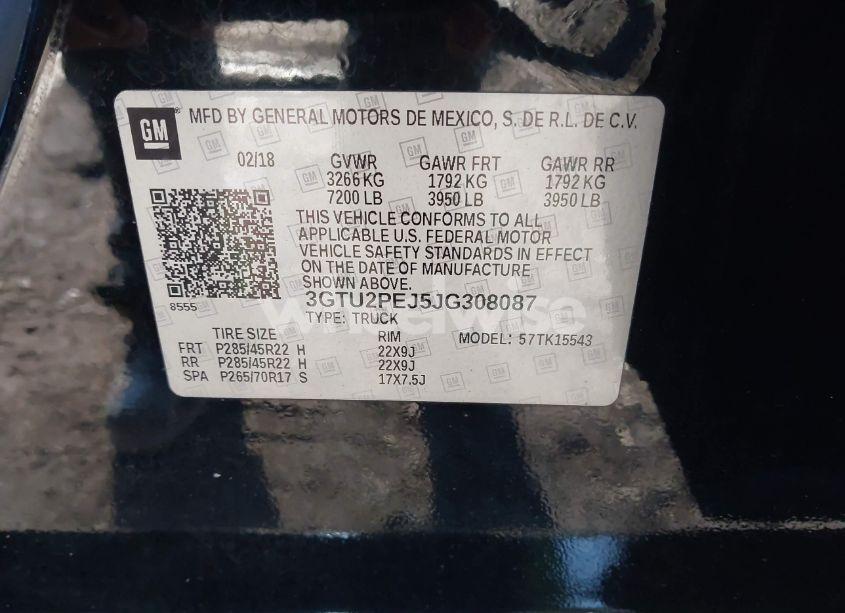 GM® MFD BY GENERAL MOTORS DE MEXICO, S. DE R.L. DE C.V.
02/18 GVWR GAWR FRT GAWR RR
3266 KG 1792 KG 1792 KG
7200 LB 3950 LB 3950 LB
THIS VEHICLE CONFORMS TO ALL
APPLICABLE U.S. FEDERAL MOTOR
VEHICLE SAFETY STANDARDS IN EFFECT
ON THE DATE OF MANUFACTURE
SHOWN ABOVE.
8555 3GTU2PEJ5JG308087
TYPE: TRUCK
wheelwise
TIRE SIZE RIM MODEL: 57TK15543
FRT P285/45R22 H 22X9J
RR P285/45R22 H 22X9J
SPA P265/70R17 S 17X7.5J